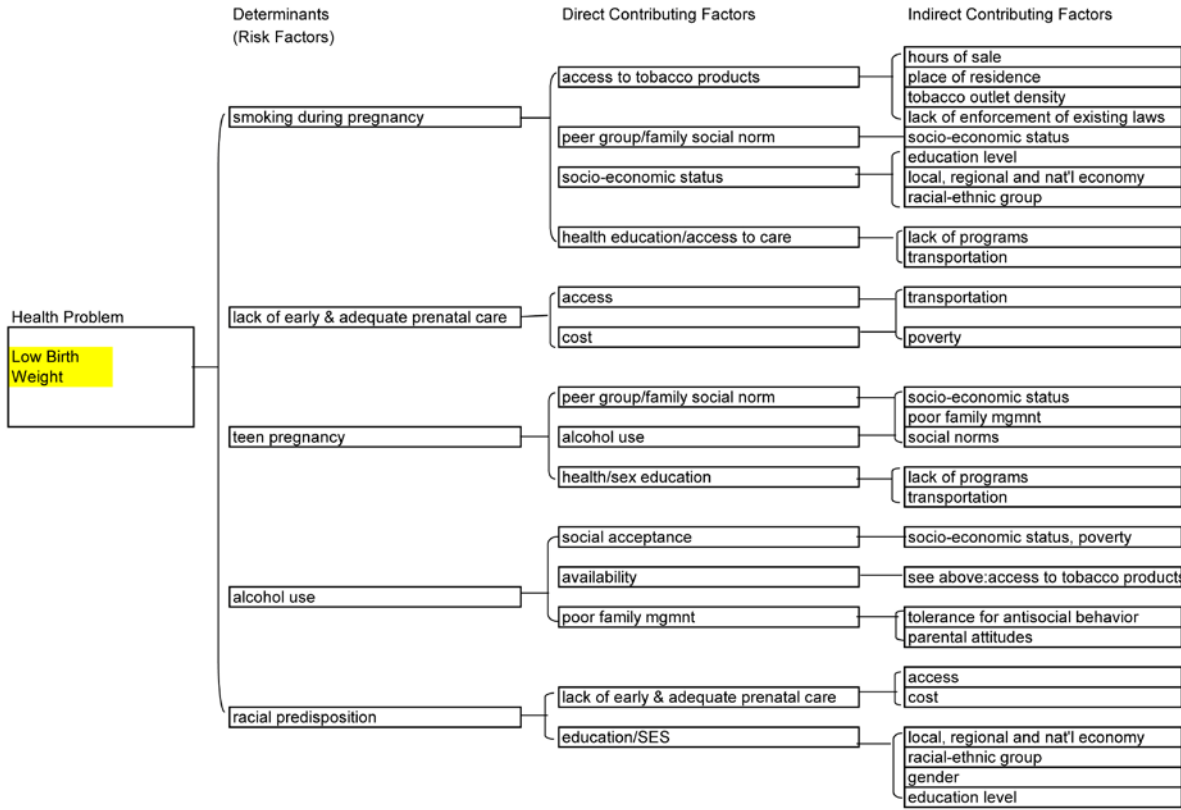 Determinants
(Risk Factors)
Direct Contributing Factors
Indirect Contributing Factors
Health Problem
Low Birth
Weight
smoking during pregnancy
access to tobacco products
hours of sale
place of residence
tobacco outlet density
lack of enforcement of existing laws
peer group/family social norm
socio-economic status
socio-economic status
education level
local, regional and nat'l economy
racial-ethnic group
health education/access to care
lack of programs
transportation
lack of early & adequate prenatal care
access
transportation
cost
poverty
teen pregnancy
peer group/family social norm
socio-economic status
poor family mgmnt
alcohol use
social norms
health/sex education
lack of programs
transportation
alcohol use
social acceptance
socio-economic status, poverty
availability
see above:access to tobacco products
poor family mgmnt
tolerance for antisocial behavior
parental attitudes
racial predisposition
lack of early & adequate prenatal care
access
cost
education/SES
local, regional and nat'l economy
racial-ethnic group
gender
education level